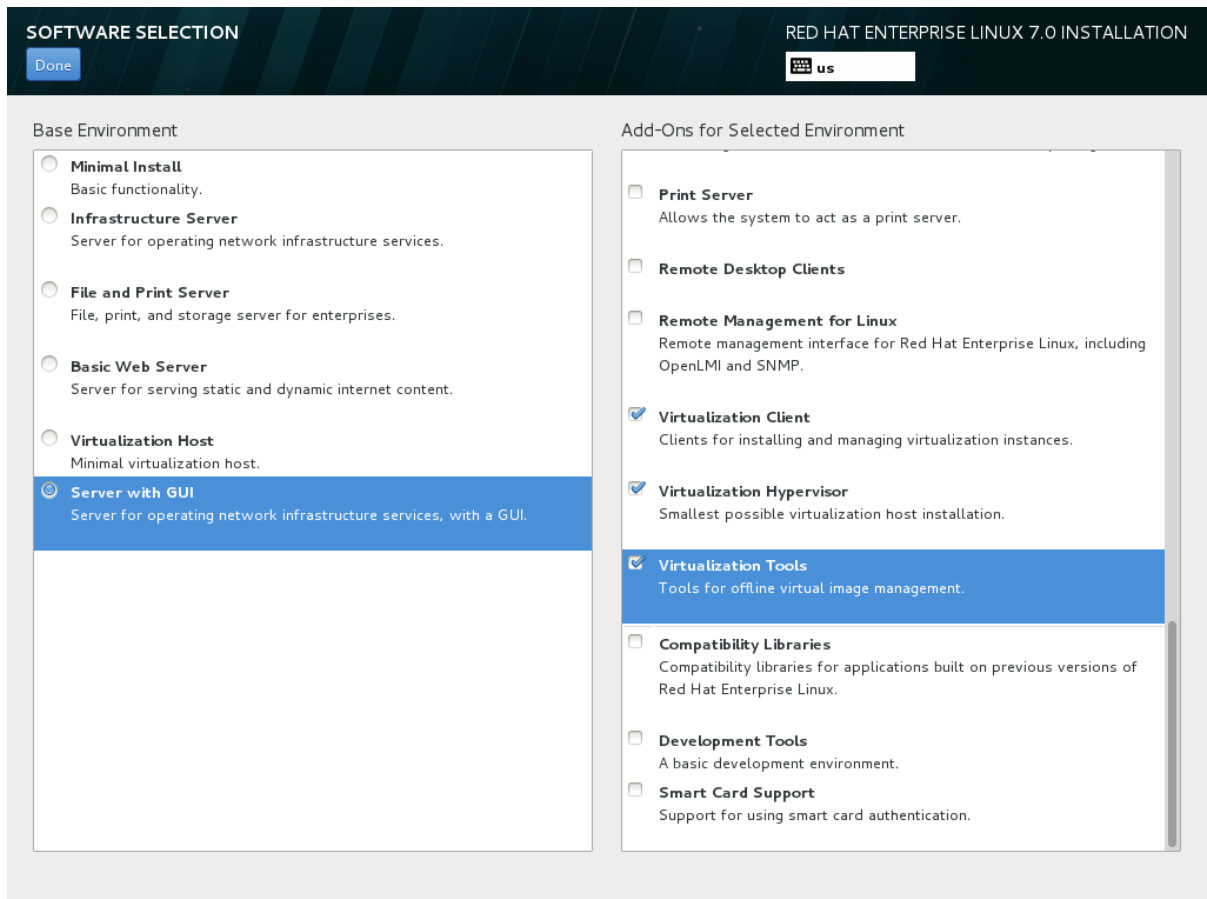 SOFTWARE SELECTION
RED HAT ENTERPRISE LINUX 7.0 INSTALLATION
Done
us
Base Environment
Minimal Install
Basic functionality.
Infrastructure Server
Server for operating network infrastructure services.
File and Print Server
File, print, and storage server for enterprises.
Basic Web Server
Server for serving static and dynamic internet content.
Virtualization Host
Minimal virtualization host.
Server with GUI
Server for operating network infrastructure services, with a GUI.
Add-Ons for Selected Environment
Print Server
Allows the system to act as a print server.
Remote Desktop Clients
Remote Management for Linux
Remote management interface for Red Hat Enterprise Linux, including
OpenLMI and SNMP.
Virtualization Client
Clients for installing and managing virtualization instances.
Virtualization Hypervisor
Smallest possible virtualization host installation.
Virtualization Tools
Tools for offline virtual image management.
Compatibility Libraries
Compatibility libraries for applications built on previous versions of
Red Hat Enterprise Linux.
Development Tools
A basic development environment.
Smart Card Support
Support for using smart card authentication.